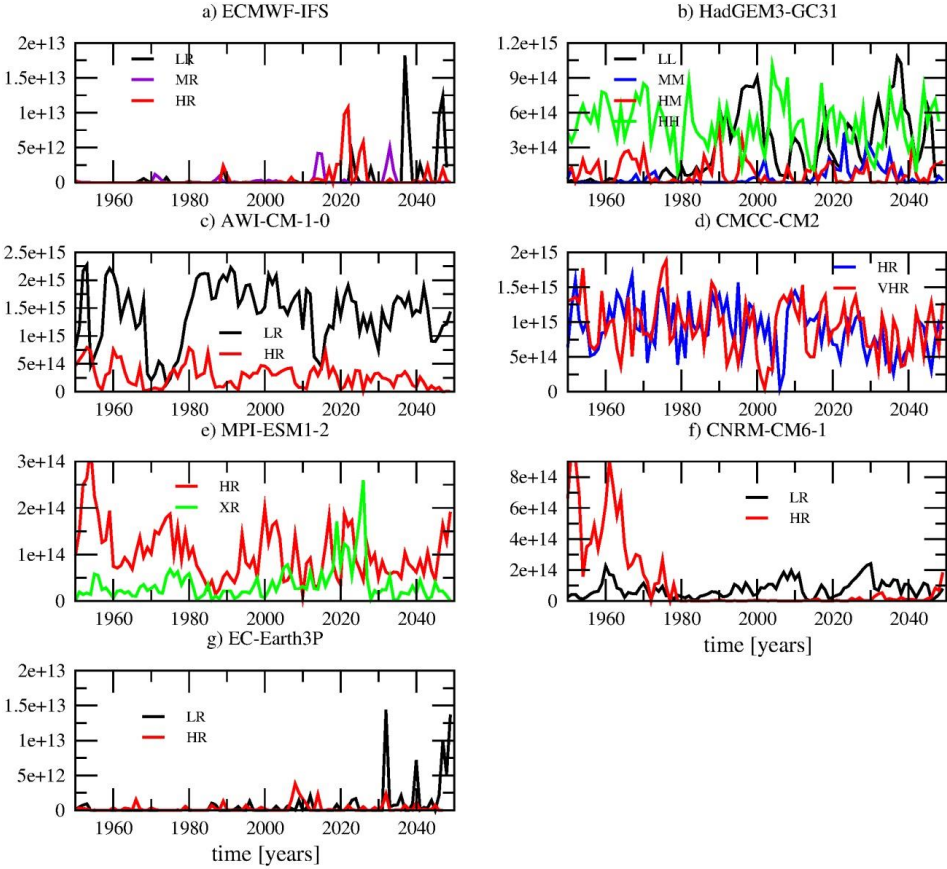 a) ECMWF-IFS
2e+13
1.5e+13
1e+13
5e+12
0
LR
MR
HR
1960 1980 2000 2020 2040
b) HadGEM3-GC31
1.2e+15
9e+14
6e+14
3e+14
0
LL
MM
HM
HH
1960 1980 2000 2020 2040
c) AWI-CM-1-0
2.5e+15
2e+15
1.5e+15
1e+15
5e+14
0
LR
HR
1960 1980 2000 2020 2040
d) CMCC-CM2
2e+15
1.5e+15
1e+15
5e+14
0
HR
VHR
1960 1980 2000 2020 2040
e) MPI-ESM1-2
3e+14
2e+14
1e+14
0
HR
XR
1960 1980 2000 2020 2040
f) CNRM-CM6-1
8e+14
6e+14
4e+14
2e+14
0
LR
HR
1960 1980 2000 2020 2040
time [years]
g) EC-Earth3P
2e+13
1.5e+13
1e+13
5e+12
0
LR
HR
1960 1980 2000 2020 2040
time [years]